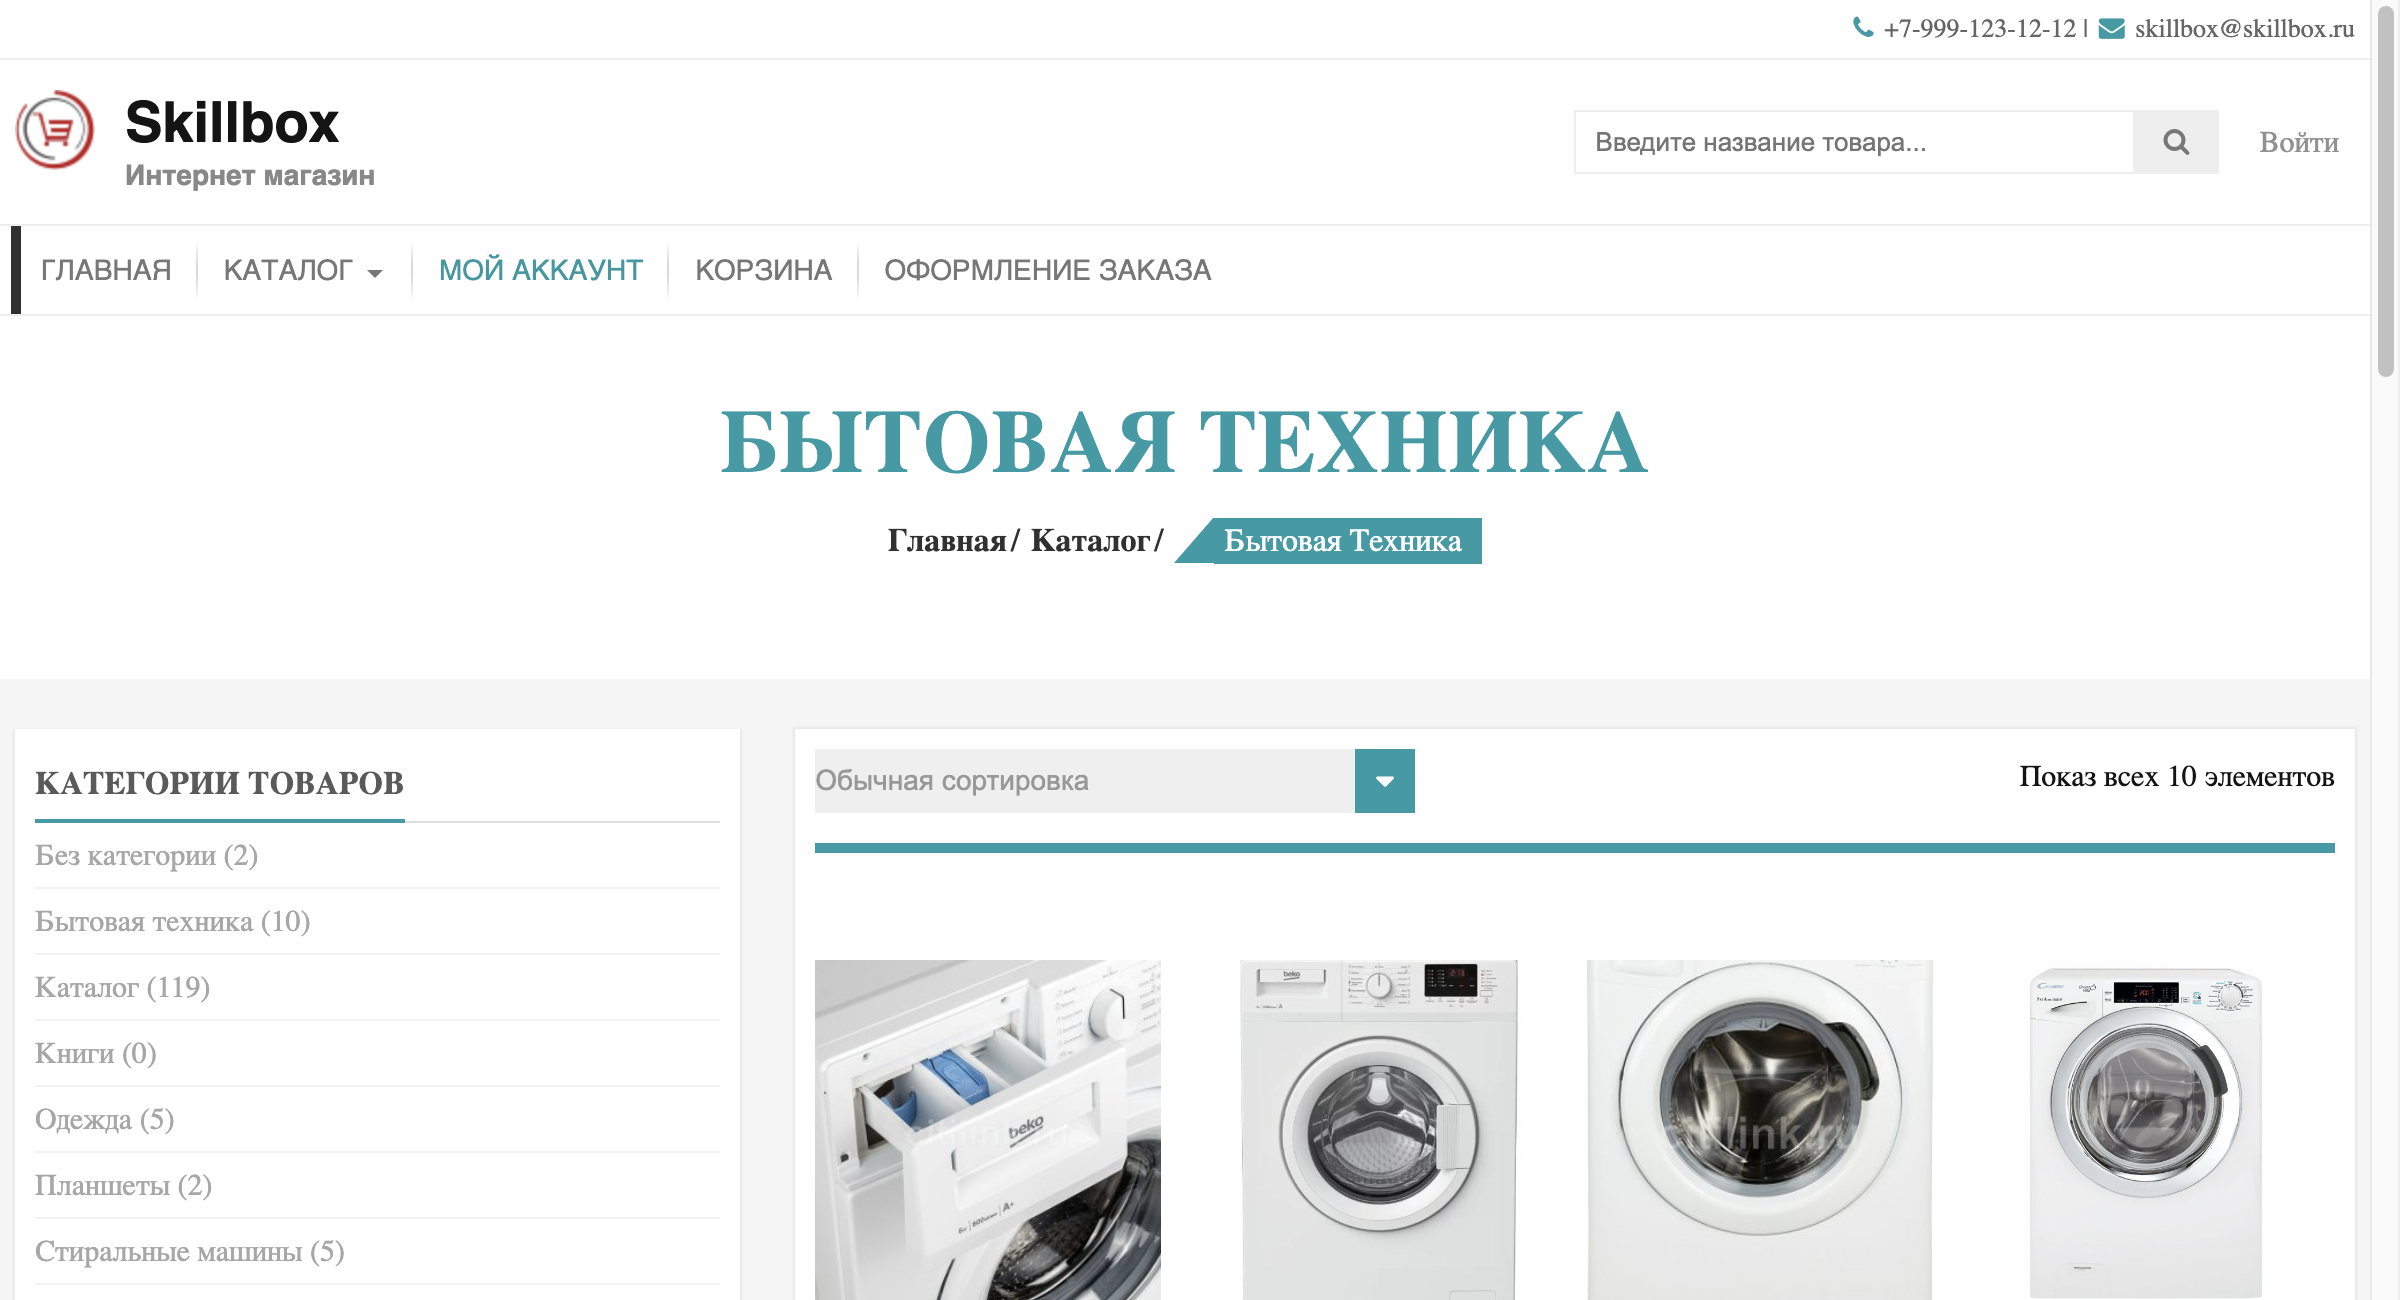 +7-999-123-12-12 | skillbox@skillbox.ru
Skillbox
Интернет магазин
Введите название товара...
Войти
ГЛАВНАЯ
КАТАЛОГ
МОЙ АККАУНТ
КОРЗИНА
ОФОРМЛЕНИЕ ЗАКАЗА
БЫТОВАЯ ТЕХНИКА
Главная/ Каталог/ Бытовая Техника
КАТЕГОРИИ ТОВАРОВ
Без категории (2)
Бытовая техника (10)
Каталог (119)
Книги (0)
Одежда (5)
Планшеты (2)
Стиральные машины (5)
Обычная сортировка
Показ всех 10 элементов
beko
beko